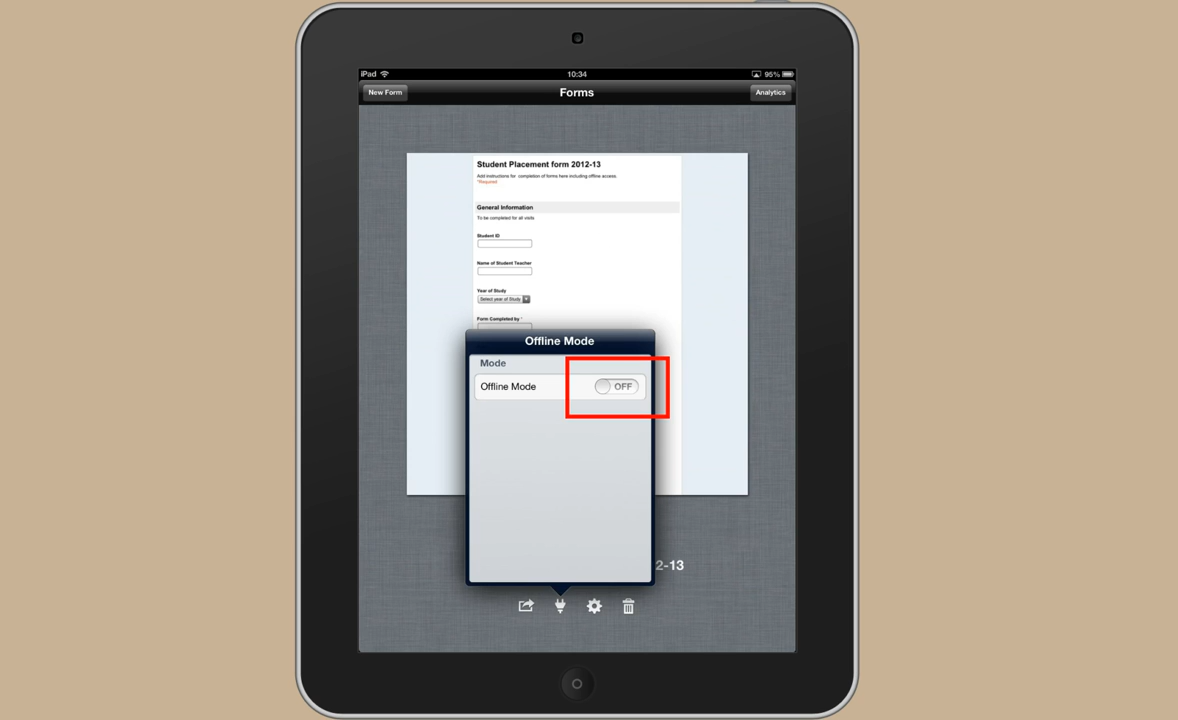 iPad 10:34 95%
New Form Forms Analytics
Student Placement form 2012-13
Add instructions for completion of forms here including offline access.
*Required
General Information
To be completed for all visits
Student ID
Name of Student Teacher
Year of Study
Select year of Study
Form Completed by *
Offline Mode
Mode
Offline Mode OFF
2-13